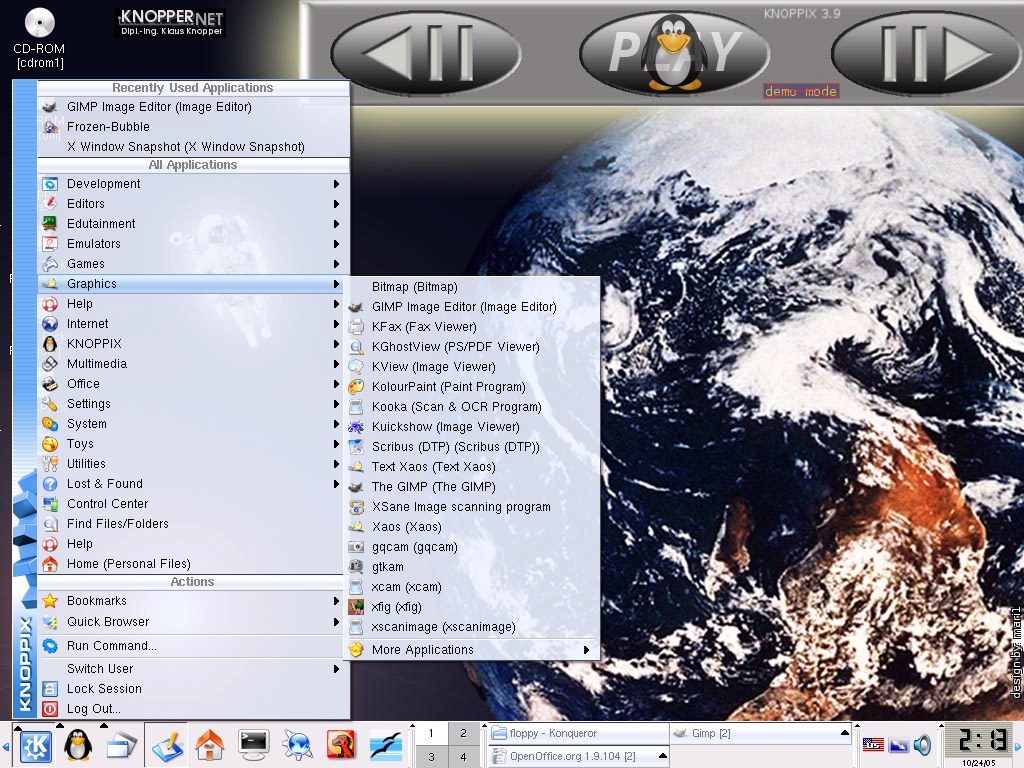 CD-ROM
[cdrom1]
KNOPPER.NET
Dipl.-Ing. Klaus Knopper
KNOPPIX 3.9
PLAY
demo-mode
Recently Used Applications
GIMP Image Editor (Image Editor)
Frozen-Bubble
X Window Snapshot (X Window Snapshot)
All Applications
Development
Editors
Edutainment
Emulators
Games
Graphics
Help
Internet
KNOPPIX
Multimedia
Office
Settings
System
Toys
Utilities
Lost & Found
Control Center
Find Files/Folders
Help
Home (Personal Files)
Actions
Bookmarks
Quick Browser
Run Command...
Switch User
Lock Session
Log Out...
KNOPPIX
Bitmap (Bitmap)
GIMP Image Editor (Image Editor)
KFax (Fax Viewer)
KGhostView (PS/PDF Viewer)
KView (Image Viewer)
KolourPaint (Paint Program)
Kooka (Scan & OCR Program)
Kuickshow (Image Viewer)
Scribus (DTP) (Scribus (DTP))
Text Xaos (Text Xaos)
The GIMP (The GIMP)
XSane Image scanning program
Xaos (Xaos)
gqcam (gqcam)
gtkam
xcam (xcam)
xfig (xfig)
xscanimage (xscanimage)
More Applications
design by imari1
1 2
3 4
floppy - Konqueror
Gimp [2]
OpenOffice.org 1.9.104 [2]
2:13
10/24/05